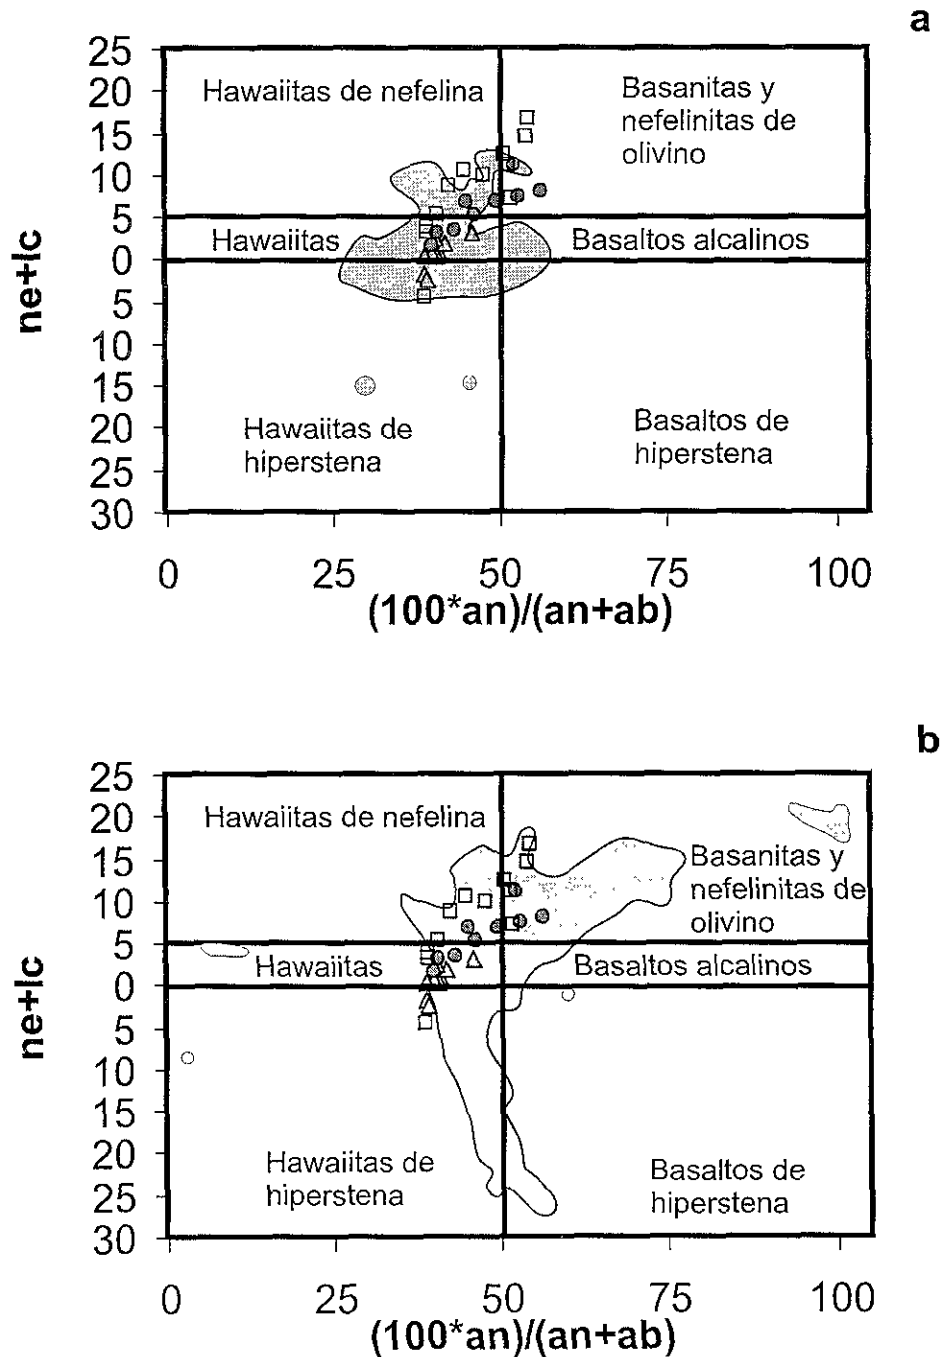 a
25
20
15
10
5
0
5
10
15
20
25
30
ne+lc
Hawaiitas de nefelina
Basanitas y
nefelinitas de
olivino
Hawaiitas
Basaltos alcalinos
Hawaiitas de
hiperstena
Basaltos de
hiperstena
0 25 50 75 100
(100*an)/(an+ab)
b
25
20
15
10
5
0
5
10
15
20
25
30
ne+lc
Hawaiitas de nefelina
Basanitas y
nefelinitas de
olivino
Hawaiitas
Basaltos alcalinos
Hawaiitas de
hiperstena
Basaltos de
hiperstena
0 25 50 75 100
(100*an)/(an+ab)